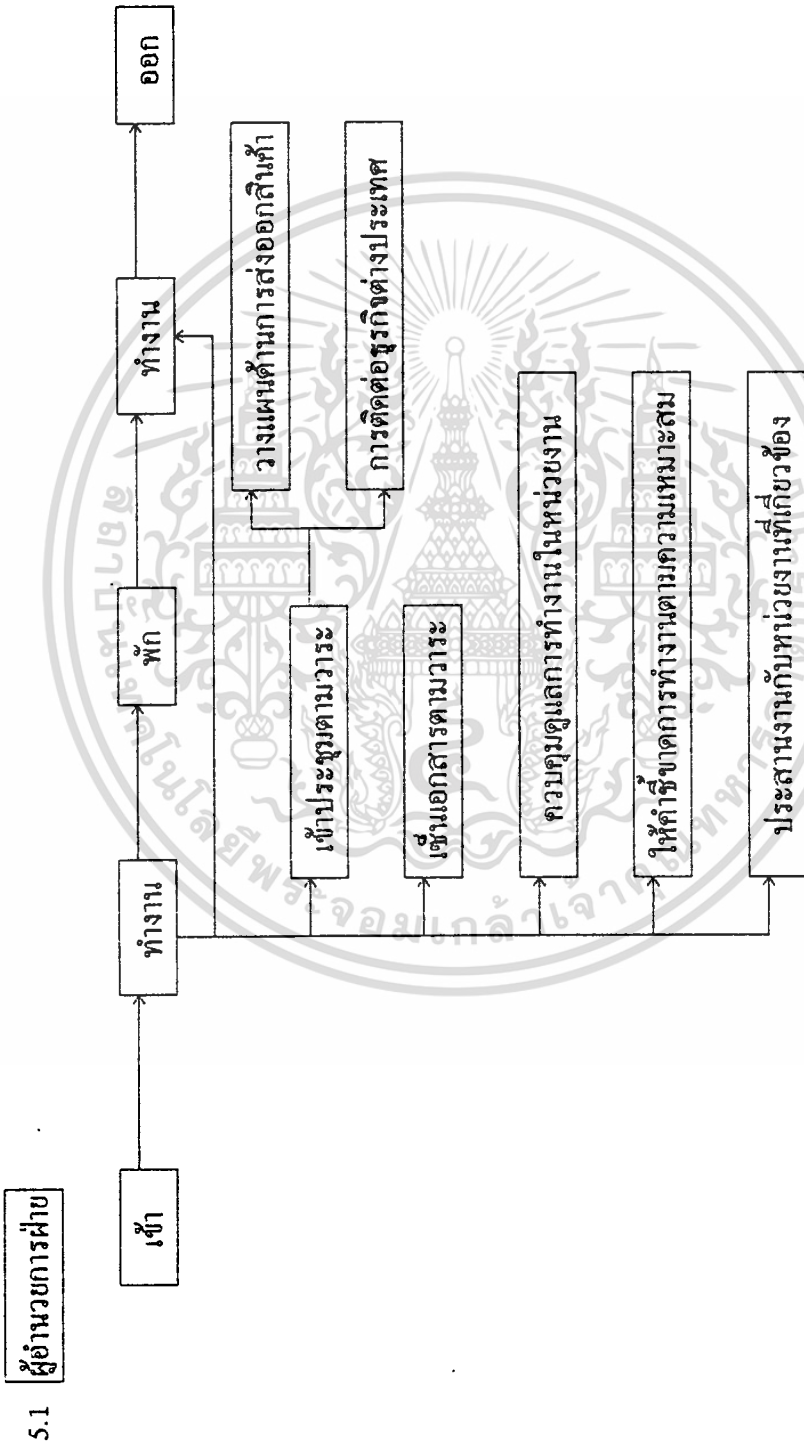 5.1 ผู้อำนวยการฝ่าย
เข้า
ทำงาน
พัก
ทำงาน
ออก
เข้าประชุมตามวาระ
วางแผนด้านการส่งออกสินค้า
การติดต่อธุรกิจต่างประเทศ
เซ็นเอกสารตามวาระ
ควบคุมดูแลการทำงานในหน่วยงาน
ให้คำชี้ขาดการทำงานตามความเหมาะสม
ประสานงานกับหน่วยงานที่เกี่ยวข้อง